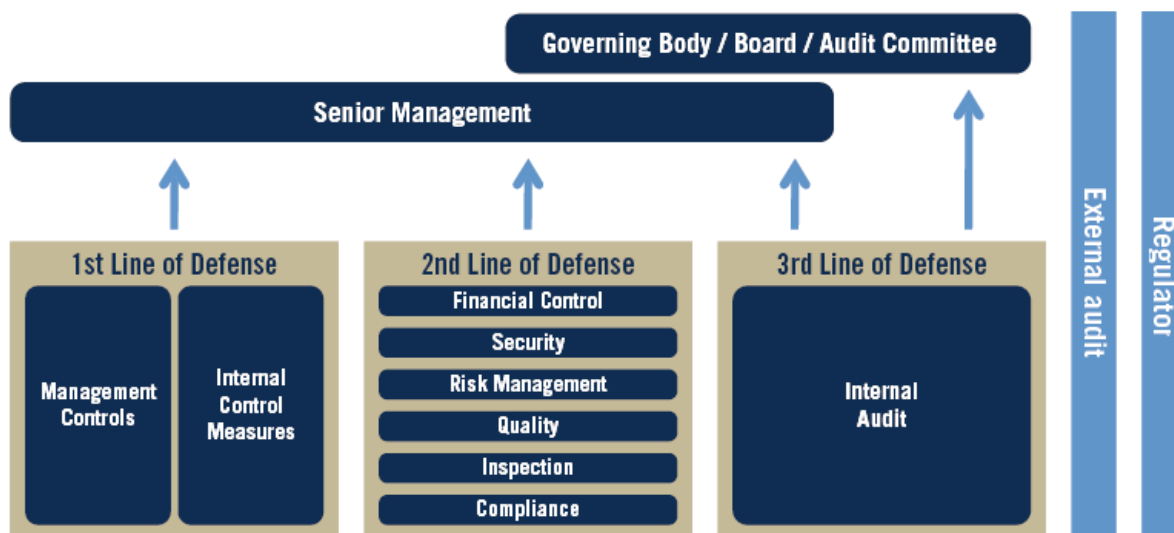 Governing Body / Board / Audit Committee
Senior Management
1st Line of Defense
Management
Controls
Internal
Control
Measures
2nd Line of Defense
Financial Control
Security
Risk Management
Quality
Inspection
Compliance
3rd Line of Defense
Internal
Audit
External audit
Regulator